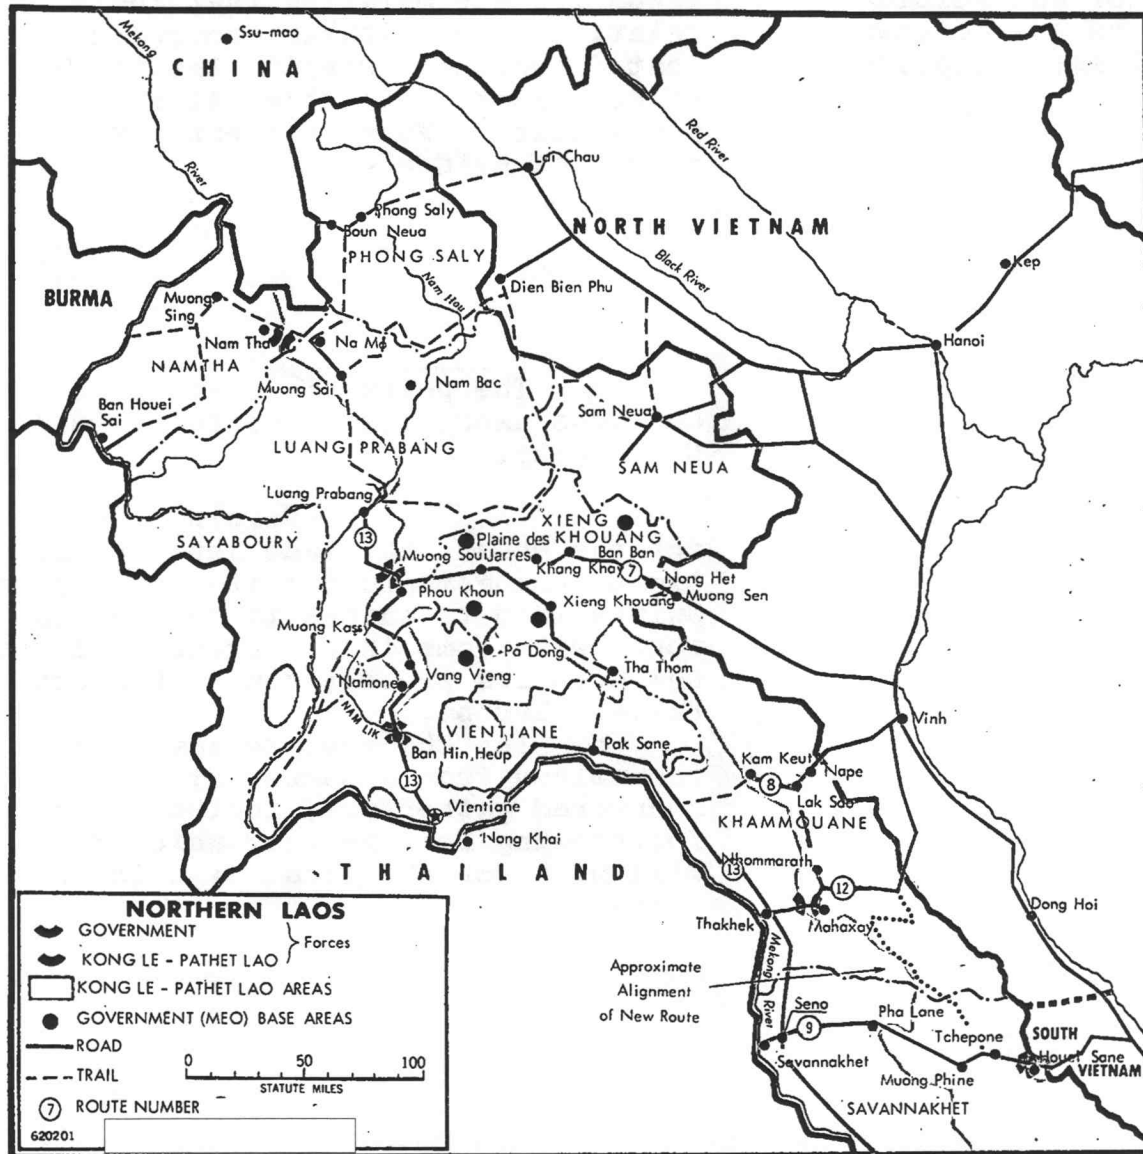 Ssu-mao
Mekong
CHINA
River
Red River
Lai Chau
Phong Saly
Boun Neua
NORTH VIETNAM
PHONG SALY
Black River
Kep
Nam Hou
Dien Bien Phu
BURMA
Muong
Sing
Nam Tha
Na Mo
Hanoi
NAMTHA
Muong Sai
Nam Bac
Ban Houei
Sai
Sam Neua
LUANG PRABANG
SAM NEUA
Luang Prabang
XIENG
KHOUANG
SAYABOURY
13
Plaine des
Jarres
Muong Soui
Ban Ban
Khang Khay
7
Nong Het
Muong Sen
Phou Khoun
Xieng Khouang
Muong Kassy
Pa Dong
Tha Thom
Vang Vieng
Namone
NAM LIK
VIENTIANE
Vinh
Ban Hin Heup
Pak Sane
Kam Keut
Nape
13
8
Lak Sao
Vientiane
KHAMMOUANE
Nong Khai
THAILAND
Nhommarath
13
12
Thakhek
Mahaxay
Dong Hoi
Mekong
River
Approximate
Alignment
of New Route
Seno
9
Pha Lane
Tchepone
SOUTH
VIETNAM
Houei Sane
Savannakhet
Muong Phine
SAVANNAKHET
NORTHERN LAOS
GOVERNMENT
KONG LE - PATHET LAO
Forces
KONG LE - PATHET LAO AREAS
GOVERNMENT (MEO) BASE AREAS
ROAD
0 50 100
TRAIL
STATUTE MILES
7 ROUTE NUMBER
620201